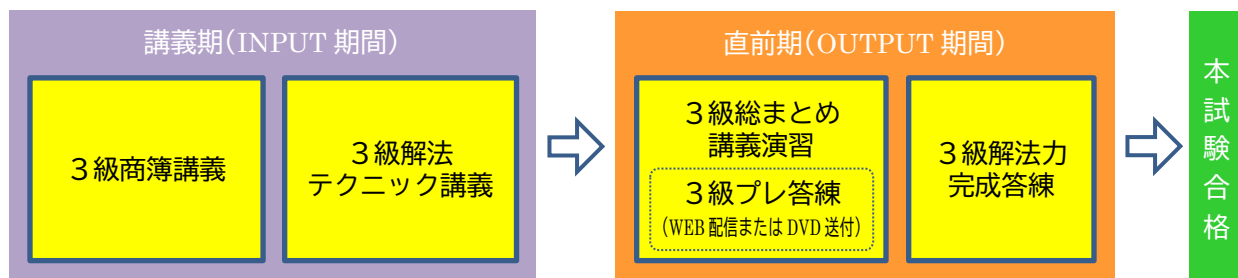 講義期（INPUT 期間）
３級商簿講義
３級解法
テクニック講義
直前期（OUTPUT 期間）
３級総まとめ
講義演習
３級プレ答練
（WEB 配信または DVD 送付）
３級解法力
完成答練
本試験合格